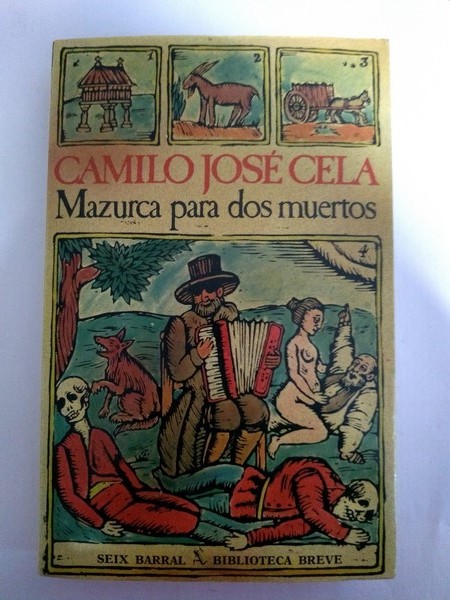 1
2
3
CAMILO JOSÉ CELA
Mazurca para dos muertos
4
SEIX BARRAL BIBLIOTECA BREVE